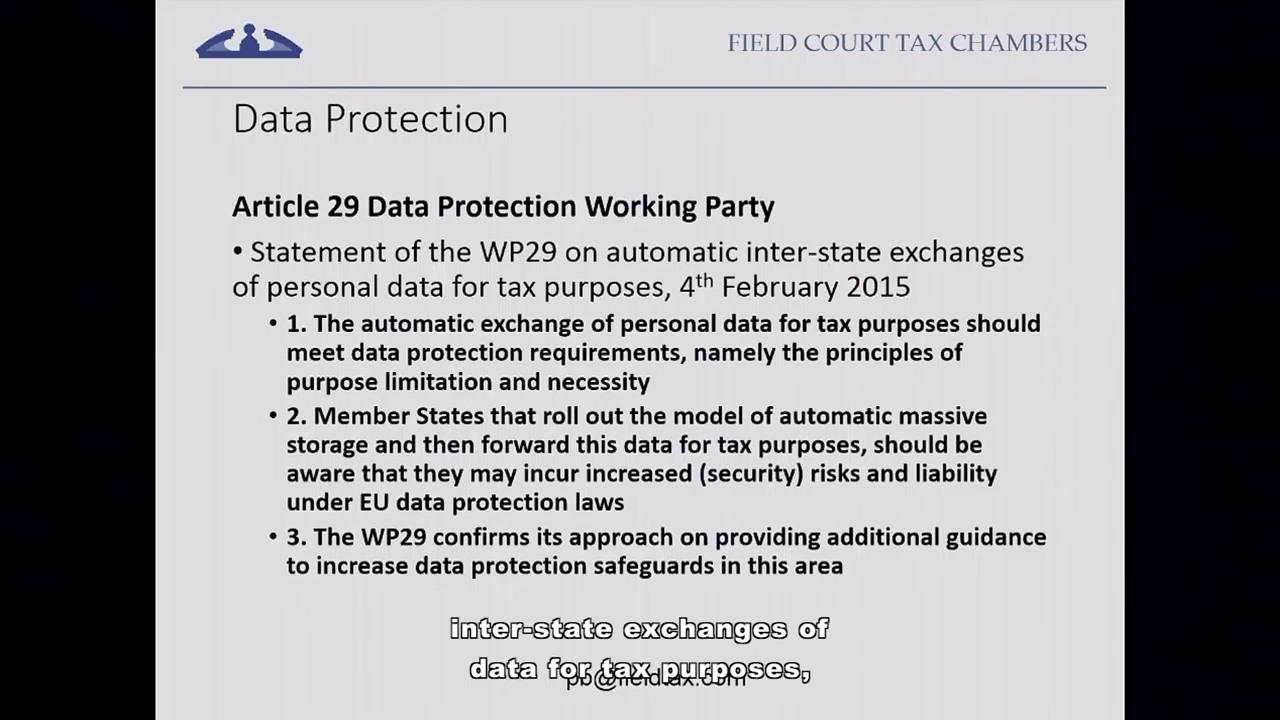 FIELD COURT TAX CHAMBERS
Data Protection
Article 29 Data Protection Working Party
• Statement of the WP29 on automatic inter-state exchanges
of personal data for tax purposes, 4th February 2015
• 1. The automatic exchange of personal data for tax purposes should
meet data protection requirements, namely the principles of
purpose limitation and necessity
• 2. Member States that roll out the model of automatic massive
storage and then forward this data for tax purposes, should be
aware that they may incur increased (security) risks and liability
under EU data protection laws
• 3. The WP29 confirms its approach on providing additional guidance
to increase data protection safeguards in this area
inter-state exchanges of
data for tax purposes,
pb@fieldtax.com